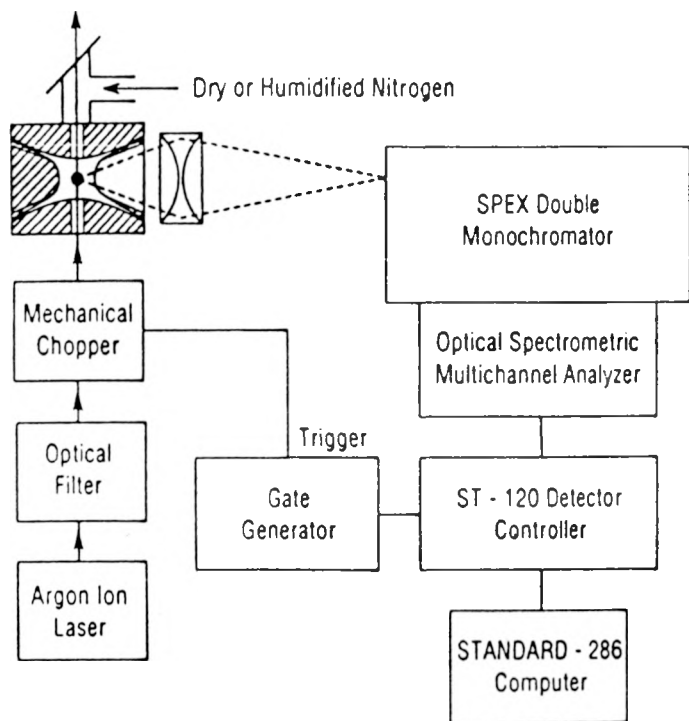 Dry or Humidified Nitrogen
SPEX Double
Monochromator
Mechanical
Chopper
Optical Spectrometric
Multichannel Analyzer
Trigger
Optical
Filter
Gate
Generator
ST - 120 Detector
Controller
Argon Ion
Laser
STANDARD - 286
Computer